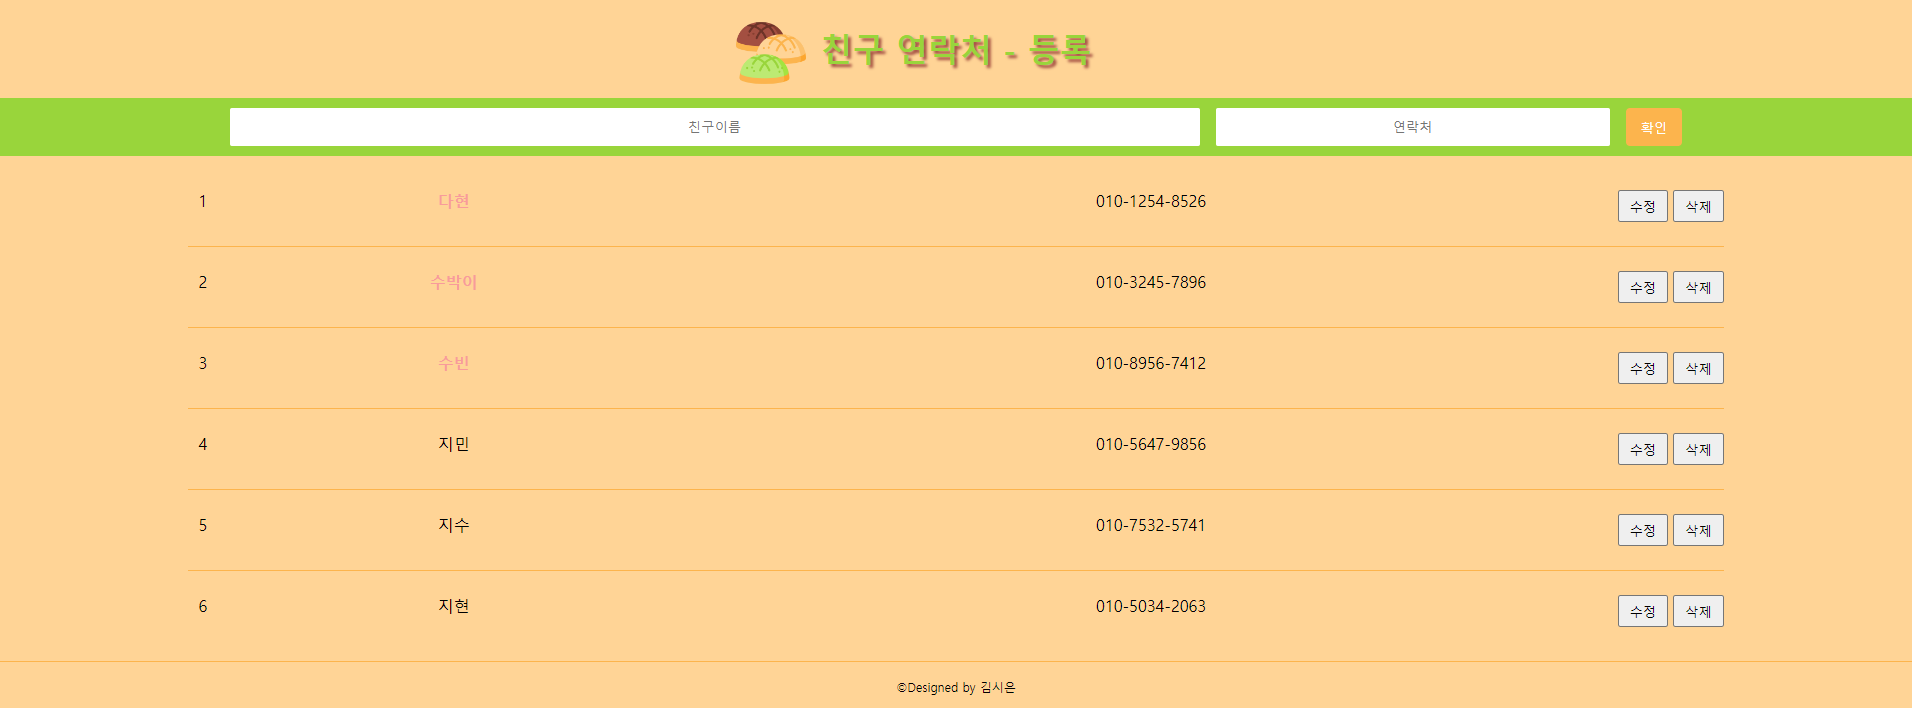 친구 연락처 - 등록
친구이름 연락처 확인
1 다현 010-1254-8526 수정 삭제
2 수박이 010-3245-7896 수정 삭제
3 수빈 010-8956-7412 수정 삭제
4 지민 010-5647-9856 수정 삭제
5 지수 010-7532-5741 수정 삭제
6 지현 010-5034-2063 수정 삭제
©Designed by 김시은